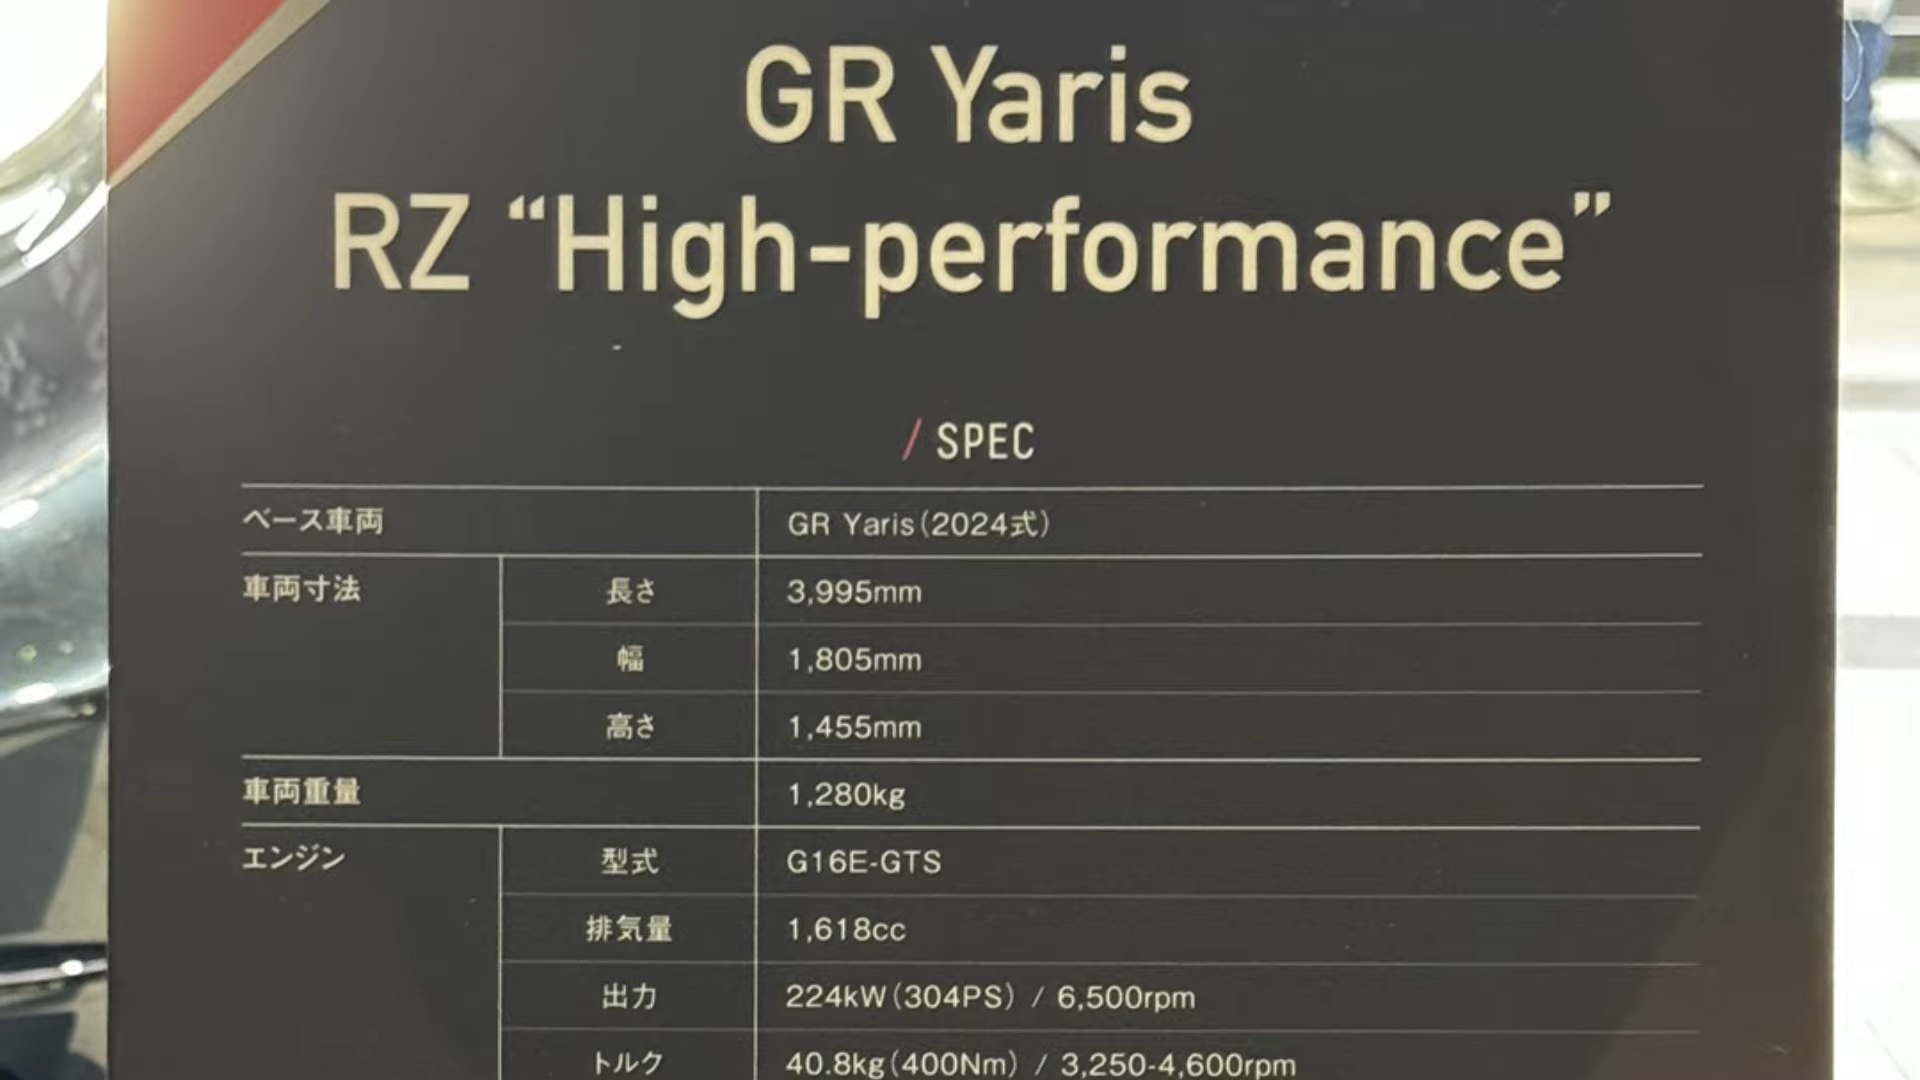 GR Yaris
RZ “High-performance”
/ SPEC
ベース車両 GR Yaris(2024式)
車両寸法 長さ 3,995mm
幅 1,805mm
高さ 1,455mm
車両重量 1,280kg
エンジン 型式 G16E-GTS
排気量 1,618cc
出力 224kW(304PS) / 6,500rpm
トルク 40.8kg(400Nm) / 3,250-4,600rpm